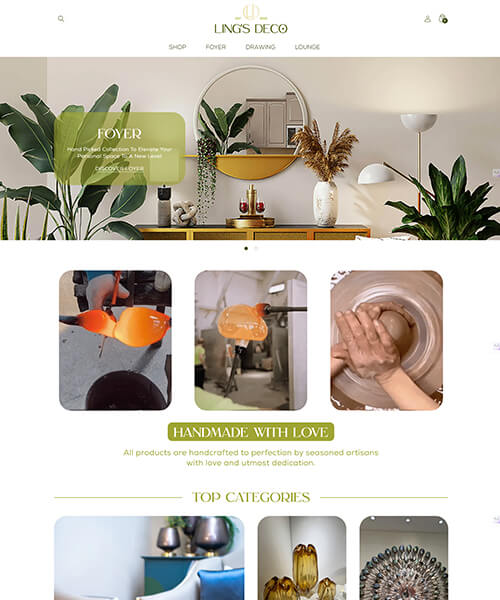 LING'S DECO
SHOP FOYER DRAWING LOUNGE
FOYER
Hand Picked Collection To Elevate Your
Personal Space To A New Level
DISCOVER FOYER
HANDMADE WITH LOVE
All products are handcrafted to perfection by seasoned artisans
with love and utmost dedication.
TOP CATEGORIES